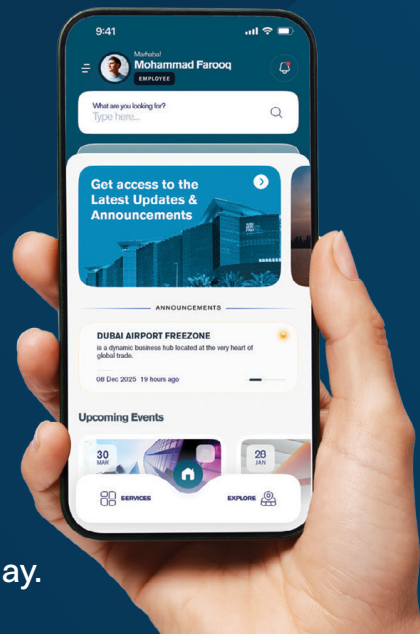 9:41
Marhaba!
Mohammad Farooq
EMPLOYEE
What are you looking for?
Type here...
Get access to the
Latest Updates &
Announcements
ANNOUNCEMENTS
DUBAI AIRPORT FREEZONE
is a dynamic business hub located at the very heart of
global trade.
08 Dec 2025 19 hours ago
Upcoming Events
30
MAR
28
JAN
SERVICES
EXPLORE
ay.